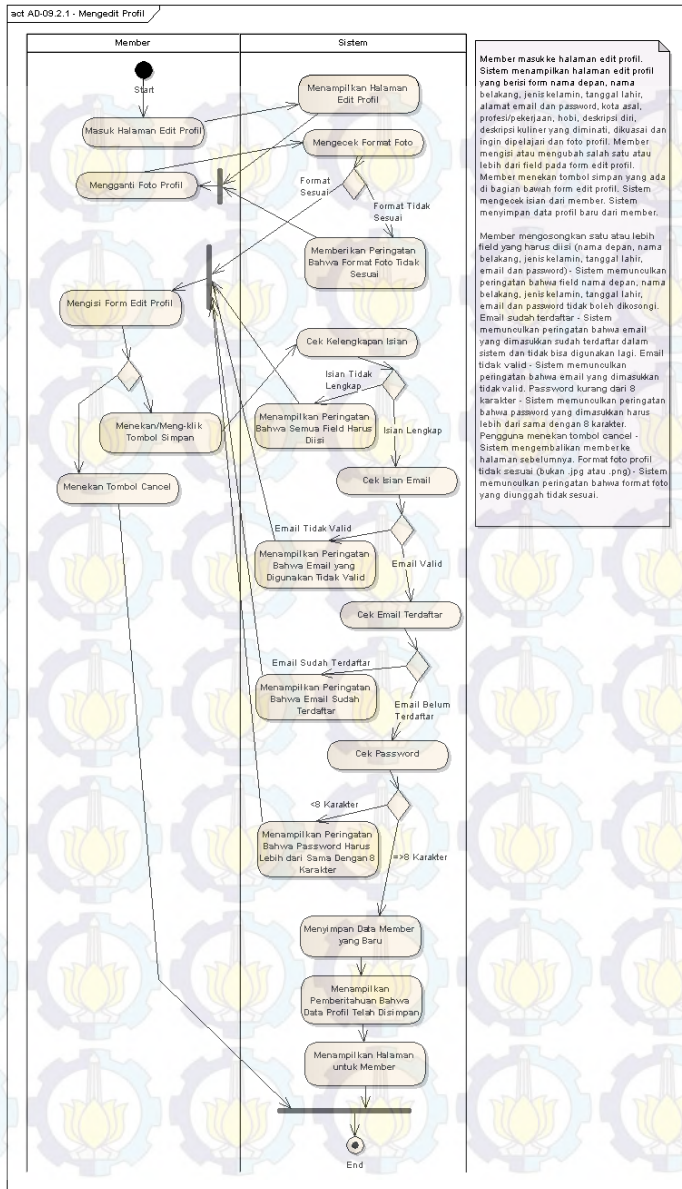 act AD-09.2.1 - Mengedit Profil
Member
Sistem
Start
Masuk Halaman Edit Profil
Menampilkan Halaman
Edit Profil
Mengecek Format Foto
Mengganti Foto Profil
Format
Sesuai
Format Tidak
Sesuai
Memberikan Peringatan
Bahwa Format Foto Tidak
Sesuai
Mengisi Form Edit Profil
Cek Kelengkapan Isian
Isian Tidak
Lengkap
Menekan/Meng-klik
Tombol Simpan
Menampilkan Peringatan
Bahwa Semua Field Harus
Diisi
Isian Lengkap
Menekan Tombol Cancel
Cek Isian Email
Email Tidak Valid
Menampilkan Peringatan
Bahwa Email yang
Digunakan Tidak Valid
Email Valid
Cek Email Terdaftar
Email Sudah Terdaftar
Menampilkan Peringatan
Bahwa Email Sudah
Terdaftar
Email Belum
Terdaftar
Cek Password
<8 Karakter
Menampilkan Peringatan
Bahwa Password Harus
Lebih dari Sama Dengan 8
Karakter
=>8 Karakter
Menyimpan Data Member
yang Baru
Menampilkan
Pemberitahuan Bahwa
Data Profil Telah Disimpan
Menampilkan Halaman
untuk Member
End
Member masuk ke halaman edit profil.
Sistem menampilkan halaman edit profil
yang berisi form nama depan, nama
belakang, jenis kelamin, tanggal lahir,
alamat email dan password, kota asal,
profesi/pekerjaan, hobi, deskripsi diri,
deskripsi kuliner yang diminati, dikuasai dan
ingin dipelajari dan foto profil. Member
mengisi atau mengubah salah satu atau
lebih dari field pada form edit profil.
Member menekan tombol simpan yang ada
di bagian bawah form edit profil. Sistem
mengecek isian dari member. Sistem
menyimpan data profil baru dari member.
Member mengosongkan satu atau lebih
field yang harus diisi (nama depan, nama
belakang, jenis kelamin, tanggal lahir,
email dan password) - Sistem memunculkan
peringatan bahwa field nama depan, nama
belakang, jenis kelamin, tanggal lahir,
email dan password tidak boleh dikosongi.
Email sudah terdaftar - Sistem
memunculkan peringatan bahwa email
yang dimasukkan sudah terdaftar dalam
sistem dan tidak bisa digunakan lagi. Email
tidak valid - Sistem memunculkan
peringatan bahwa email yang dimasukkan
tidak valid. Password kurang dari 8
karakter - Sistem memunculkan peringatan
bahwa password yang dimasukkan harus
lebih dari sama dengan 8 karakter.
Pengguna menekan tombol cancel -
Sistem mengembalikan member ke
halaman sebelumnya. Format foto profil
tidak sesuai (bukan .jpg atau .png) - Sistem
memunculkan peringatan bahwa format foto
yang diunggah tidak sesuai.